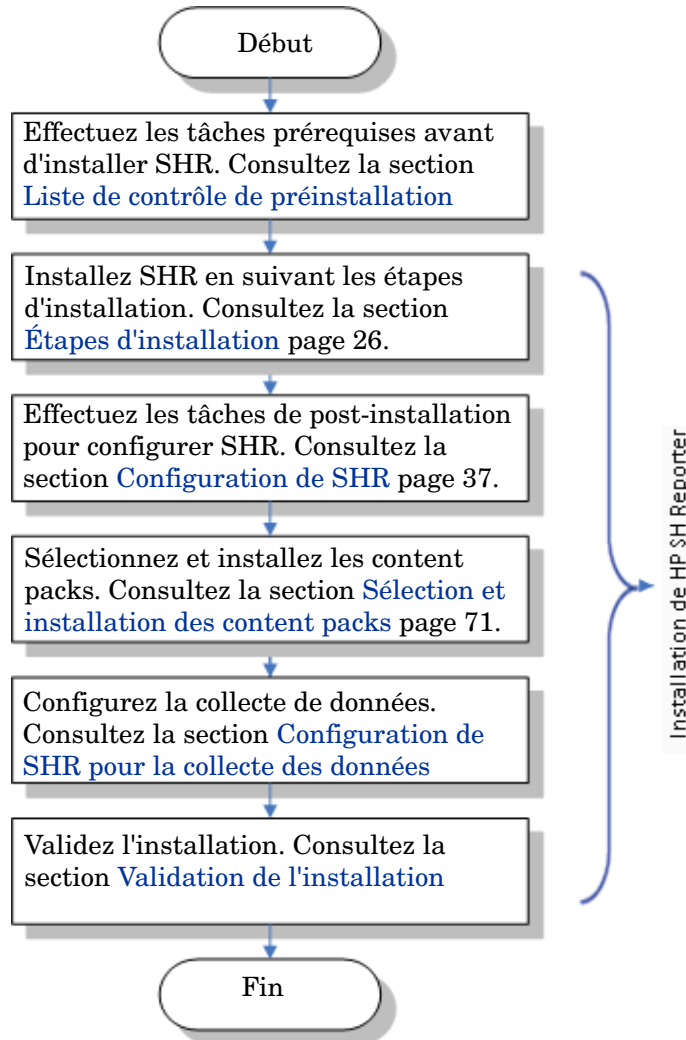 Début
Effectuez les tâches prérequises avant
d'installer SHR. Consultez la section
Liste de contrôle de préinstallation
Installez SHR en suivant les étapes
d'installation. Consultez la section
Étapes d'installation page 26.
Effectuez les tâches de post-installation
pour configurer SHR. Consultez la
section Configuration de SHR page 37.
Sélectionnez et installez les content
packs. Consultez la section Sélection et
installation des content packs page 71.
Configurez la collecte de données.
Consultez la section Configuration de
SHR pour la collecte des données
Validez l'installation. Consultez la
section Validation de l'installation
Fin
Installation de HP SH Reporter